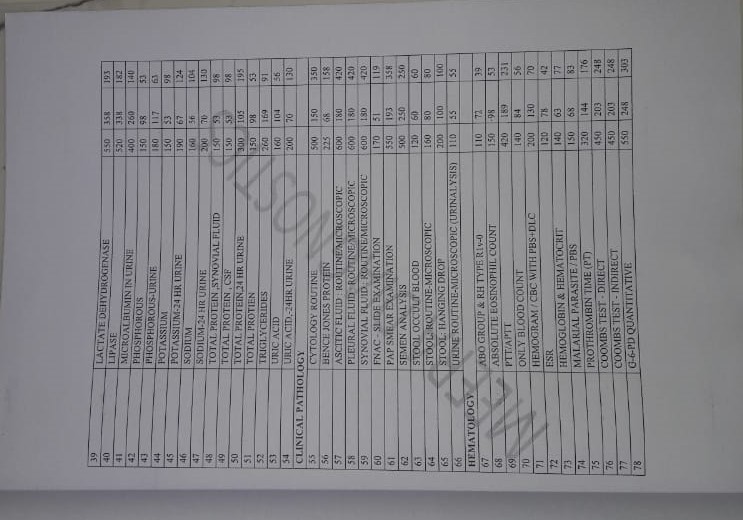 39 LACTATE DEHYDROGENASE 550 358 193
40 LIPASE 520 338 182
41 MICROALBUMIN IN URINE 400 260 140
42 PHOSPHOROUS 150 98 53
43 PHOSPHOROUS-URINE 180 117 63
44 POTASSIUM 150 53 98
45 POTASSIUM-24 HR URINE 190 67 124
46 SODIUM 160 56 104
47 SODIUM-24 HR URINE 200 70 130
48 TOTAL PROTEIN ,SYNOVIAL FLUID 150 53 98
49 TOTAL PROTEIN , CSF 150 53 98
50 TOTAL PROTEIN-24 HR URINE 300 105 195
51 TOTAL PROTIEN 150 98 53
52 TRIGLYCERIDES 260 169 91
53 URIC ACID 160 104 56
54 URIC ACID,-24HR URINE 200 70 130
CLINICAL PATHOLOGY
55 CYTOLOGY ROUTINE 500 150 350
56 BENCE JONES PROTEIN 225 68 158
57 ASCITIC FLUID : ROUTINE/MICROSCOPIC 600 180 420
58 PLEURAL FLUID: ROUTINE/MICROSCOPIC 600 180 420
59 SYNOVIAL FLUID , ROUTINE/MICROSCOPIC 600 180 420
60 FNAC - SLIDE EXAMINATION 170 51 119
61 PAP SMEAR EXAMINATION 550 193 358
62 SEMEN ANALYSIS 500 250 250
63 STOOL OCCULT BLOOD 120 60 60
64 STOOL:ROUTINE-MICROSCOPIC 160 80 80
65 STOOL, HANGING DROP 200 100 100
66 URINE ROUTINE-MICROSCOPIC (URINALYSIS) 110 55 55
HEMATOLOGY
67 ABO GROUP & RH TYPE 110 72 39
68 ABSOLUTE EOSINOPHIL COUNT 150 98 53
69 PTT/APTT 420 189 231
70 ONLY BLOOD COUNT 140 84 56
71 HEMOGRAM / CBC WITH PBS+DLC 200 130 70
72 ESR 120 78 42
73 HEMOGLOBIN & HEMATOCRIT 140 63 77
74 MALARIAL PARASITE / PBS 150 68 83
75 PROTHROMBEN TIME (PT) 320 144 176
76 COOMBS TEST - DIRECT 450 203 248
77 COOMBS TEST - INDIRECT 450 203 248
78 G-6-PD QUANTITATIVE 550 248 303